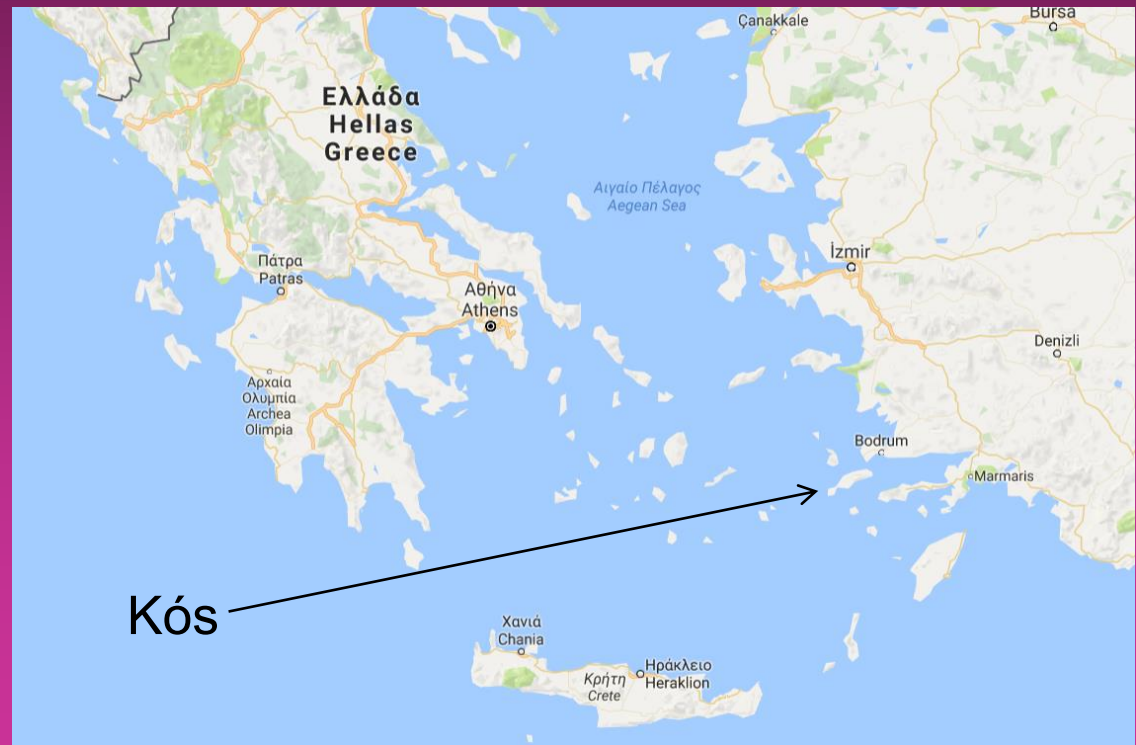 Çanakkale
Bursa
Ελλάδα
Hellas
Greece
Αιγαίο Πέλαγος
Aegean Sea
İzmir
Πάτρα
Patras
Αθήνα
Athens
Denizli
Αρχαία
Ολυμπία
Archea
Olimpia
Bodrum
Marmaris
Kós
Χανιά
Chania
Ηράκλειο
Heraklion
Κρήτη
Crete